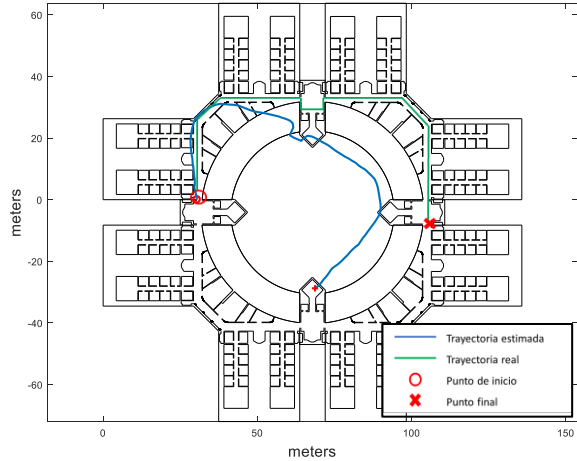 60
40
20
0
-20
-40
-60
meters
0
50
100
150
meters
Trayectoria estimada
Trayectoria real
Punto de inicio
Punto final